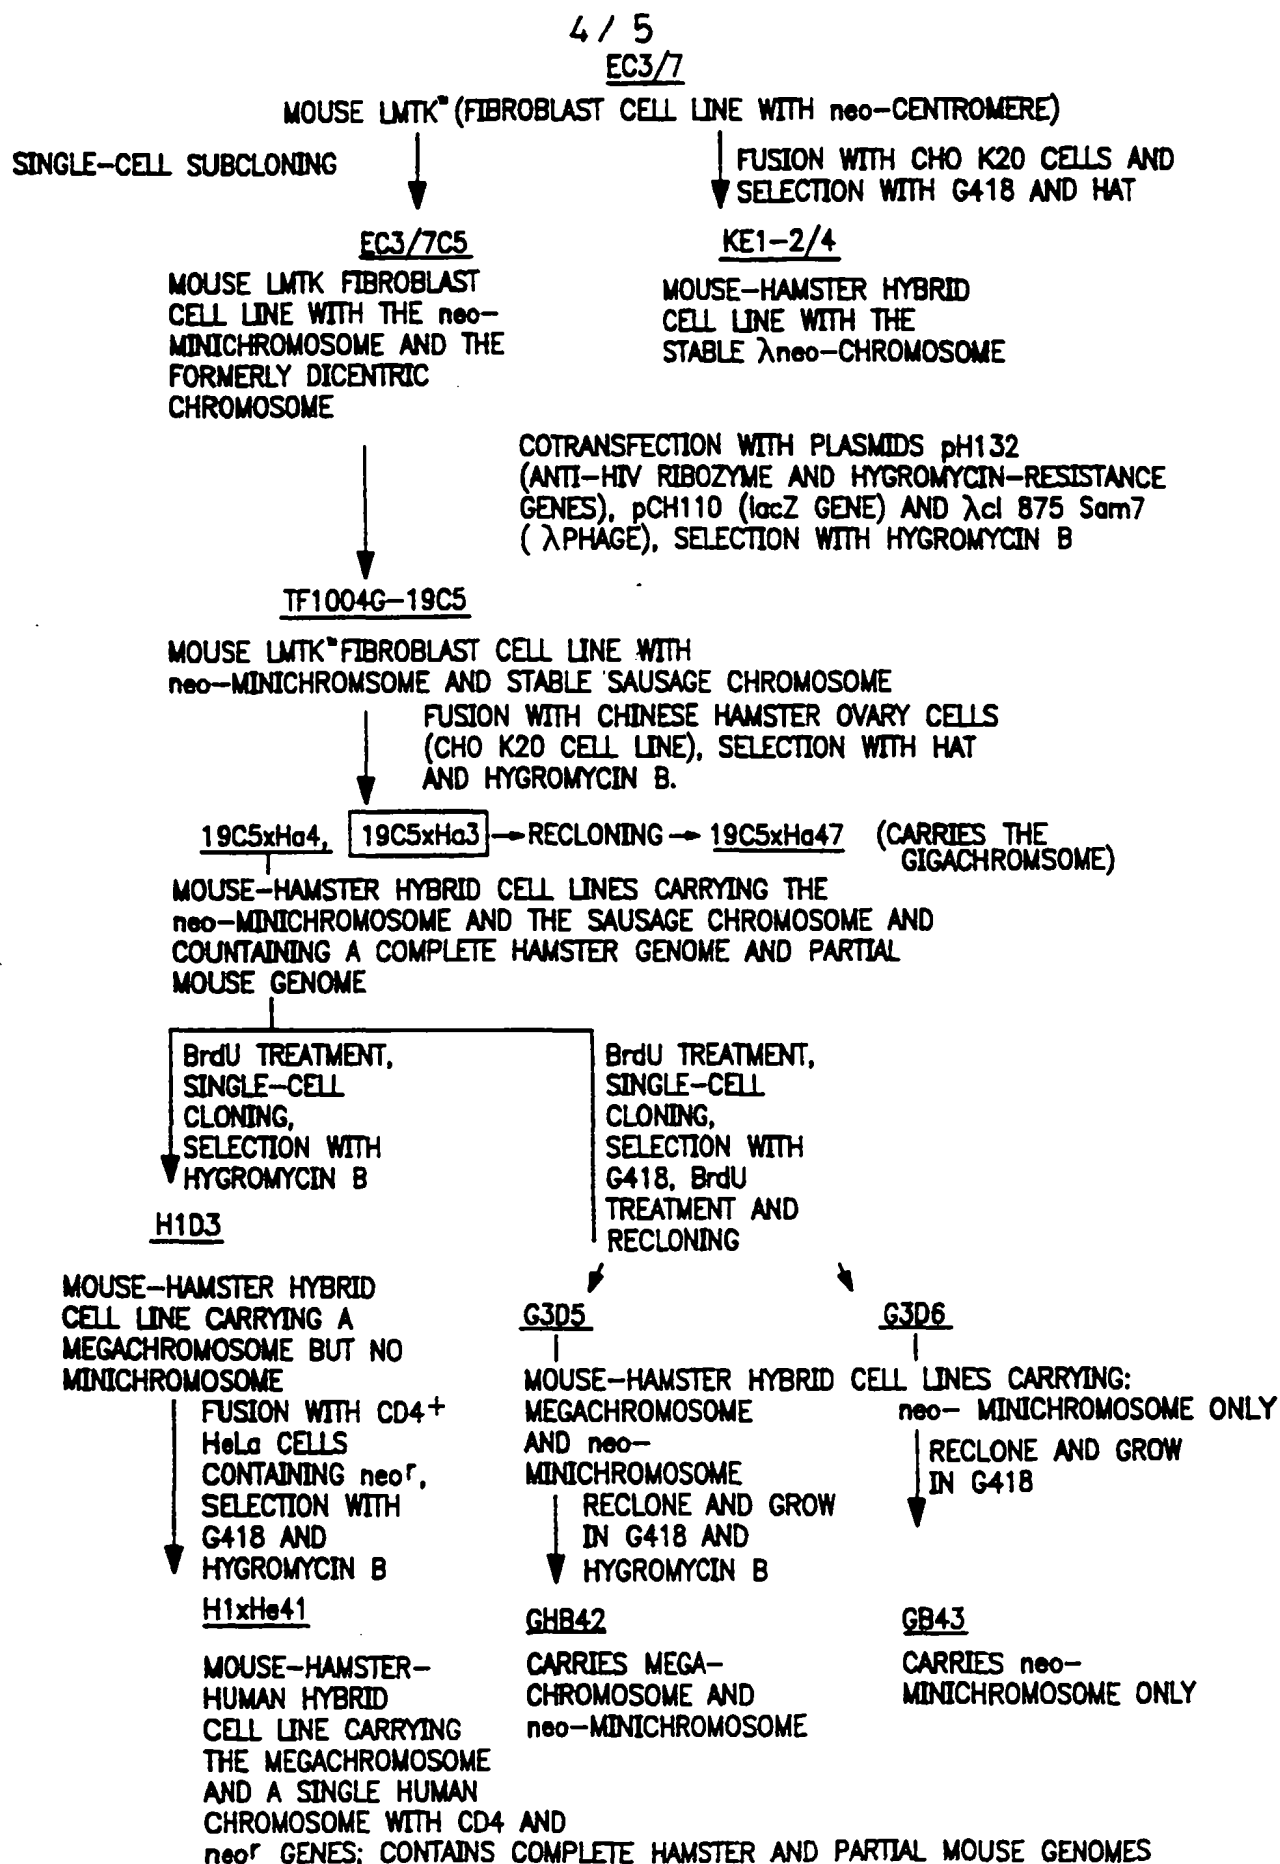 4 / 5
EC3/7
MOUSE LMTK⁻ (FIBROBLAST CELL LINE WITH neo-CENTROMERE)
SINGLE-CELL SUBCLONING
FUSION WITH CHO K20 CELLS AND
SELECTION WITH G418 AND HAT
EC3/7C5
MOUSE LMTK FIBROBLAST
CELL LINE WITH THE neo-
MINICHROMOSOME AND THE
FORMERLY DICENTRIC
CHROMOSOME
KE1-2/4
MOUSE-HAMSTER HYBRID
CELL LINE WITH THE
STABLE λneo-CHROMOSOME
COTRANSFECTION WITH PLASMIDS pH132
(ANTI-HIV RIBOZYME AND HYGROMYCIN-RESISTANCE
GENES), pCH110 (lacZ GENE) AND λcl 875 Sam7
( λPHAGE), SELECTION WITH HYGROMYCIN B
TF1004G-19C5
MOUSE LMTK⁻ FIBROBLAST CELL LINE WITH
neo-MINICHROMSOME AND STABLE SAUSAGE CHROMOSOME
FUSION WITH CHINESE HAMSTER OVARY CELLS
(CHO K20 CELL LINE), SELECTION WITH HAT
AND HYGROMYCIN B.
19C5xHa4, 19C5xHa3 → RECLONING → 19C5xHa47 (CARRIES THE
GIGACHROMSOME)
MOUSE-HAMSTER HYBRID CELL LINES CARRYING THE
neo-MINICHROMOSOME AND THE SAUSAGE CHROMOSOME AND
COUNTAINING A COMPLETE HAMSTER GENOME AND PARTIAL
MOUSE GENOME
BrdU TREATMENT,
SINGLE-CELL
CLONING,
SELECTION WITH
HYGROMYCIN B
BrdU TREATMENT,
SINGLE-CELL
CLONING,
SELECTION WITH
G418, BrdU
TREATMENT AND
RECLONING
H1D3
MOUSE-HAMSTER HYBRID
CELL LINE CARRYING A
MEGACHROMOSOME BUT NO
MINICHROMOSOME
FUSION WITH CD4+
HeLa CELLS
CONTAINING neoʳ,
SELECTION WITH
G418 AND
HYGROMYCIN B
H1xHe41
MOUSE-HAMSTER-
HUMAN HYBRID
CELL LINE CARRYING
THE MEGACHROMOSOME
AND A SINGLE HUMAN
CHROMOSOME WITH CD4 AND
neoʳ GENES; CONTAINS COMPLETE HAMSTER AND PARTIAL MOUSE GENOMES
G3D5
G3D6
MOUSE-HAMSTER HYBRID CELL LINES CARRYING:
MEGACHROMOSOME
AND neo-
MINICHROMOSOME
neo- MINICHROMOSOME ONLY
RECLONE AND GROW
IN G418 AND
HYGROMYCIN B
RECLONE AND GROW
IN G418
GHB42
CARRIES MEGA-
CHROMOSOME AND
neo-MINICHROMOSOME
GB43
CARRIES neo-
MINICHROMOSOME ONLY